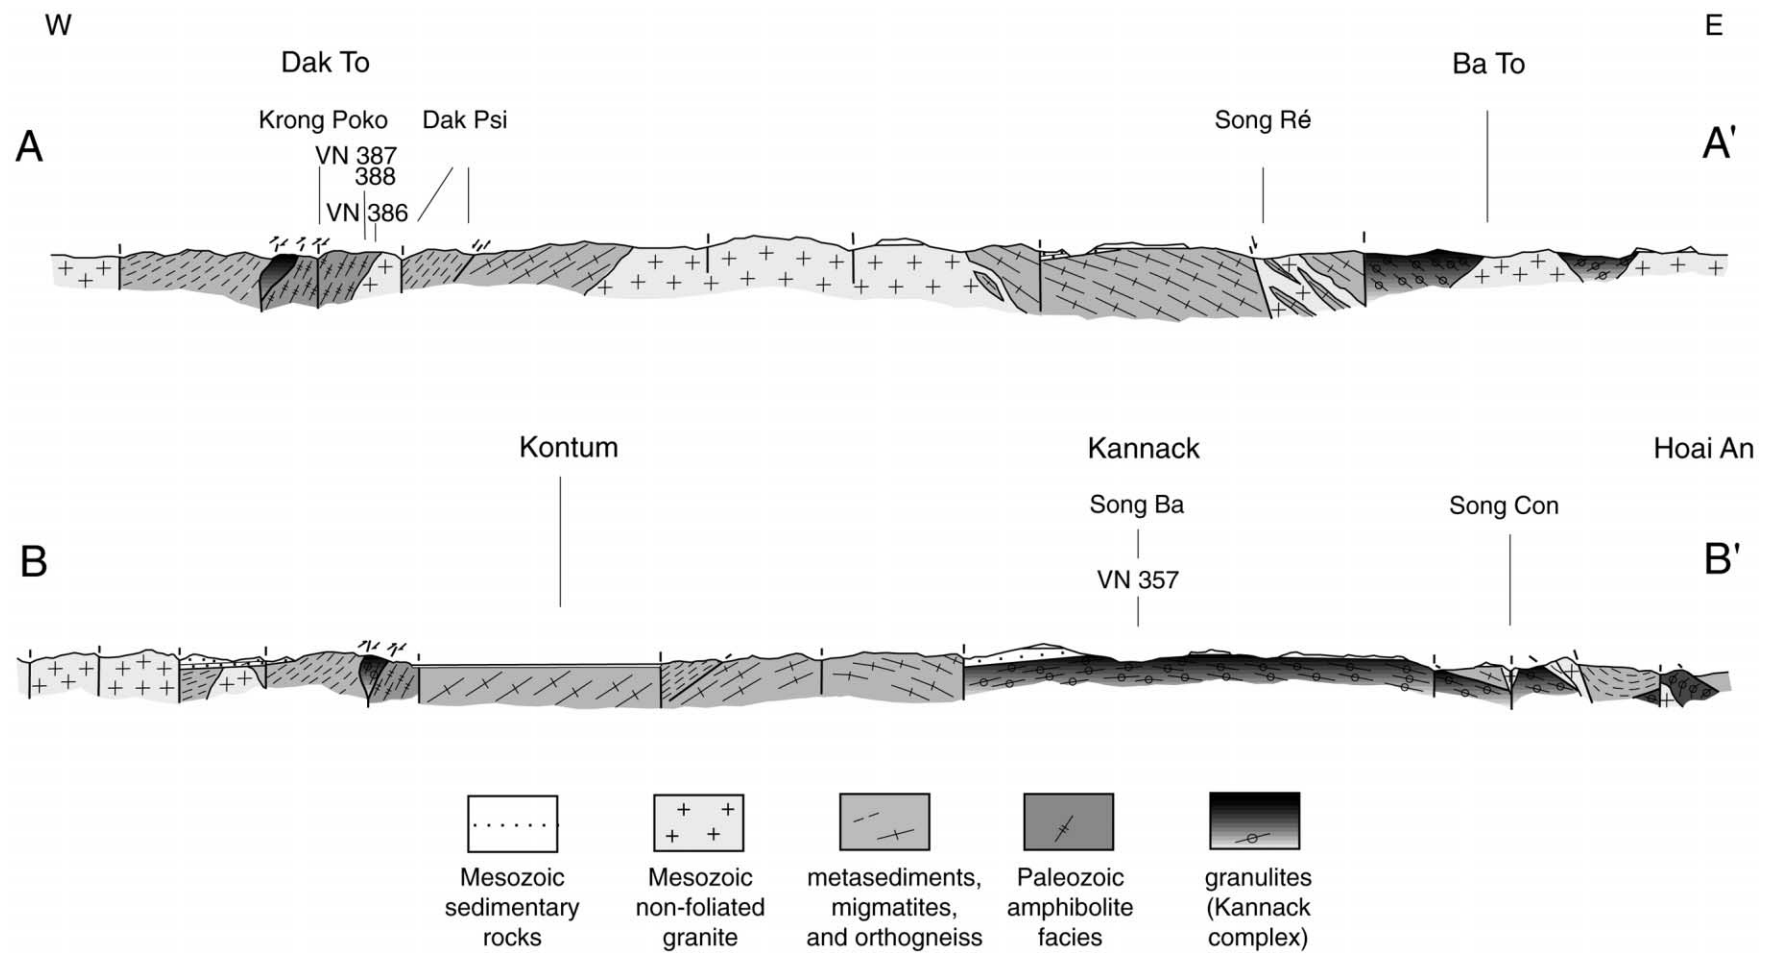 W
E
Dak To
Ba To
Krong Poko
Dak Psi
Song Ré
A
VN 387
388
A'
VN 386
Kontum
Kannack
Hoai An
Song Ba
Song Con
B
VN 357
B'
Mesozoic
sedimentary
rocks
Mesozoic
non-foliated
granite
metasediments,
migmatites,
and orthogneiss
Paleozoic
amphibolite
facies
granulites
(Kannack
complex)